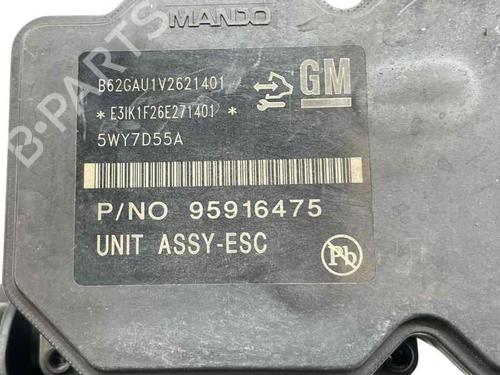 MANDO
B62GAU1V2621401
GM
* E3IK1F26E271401 *
5WY7D55A
P/NO 95916475
UNIT ASSY-ESC
Pb
B-PARTS